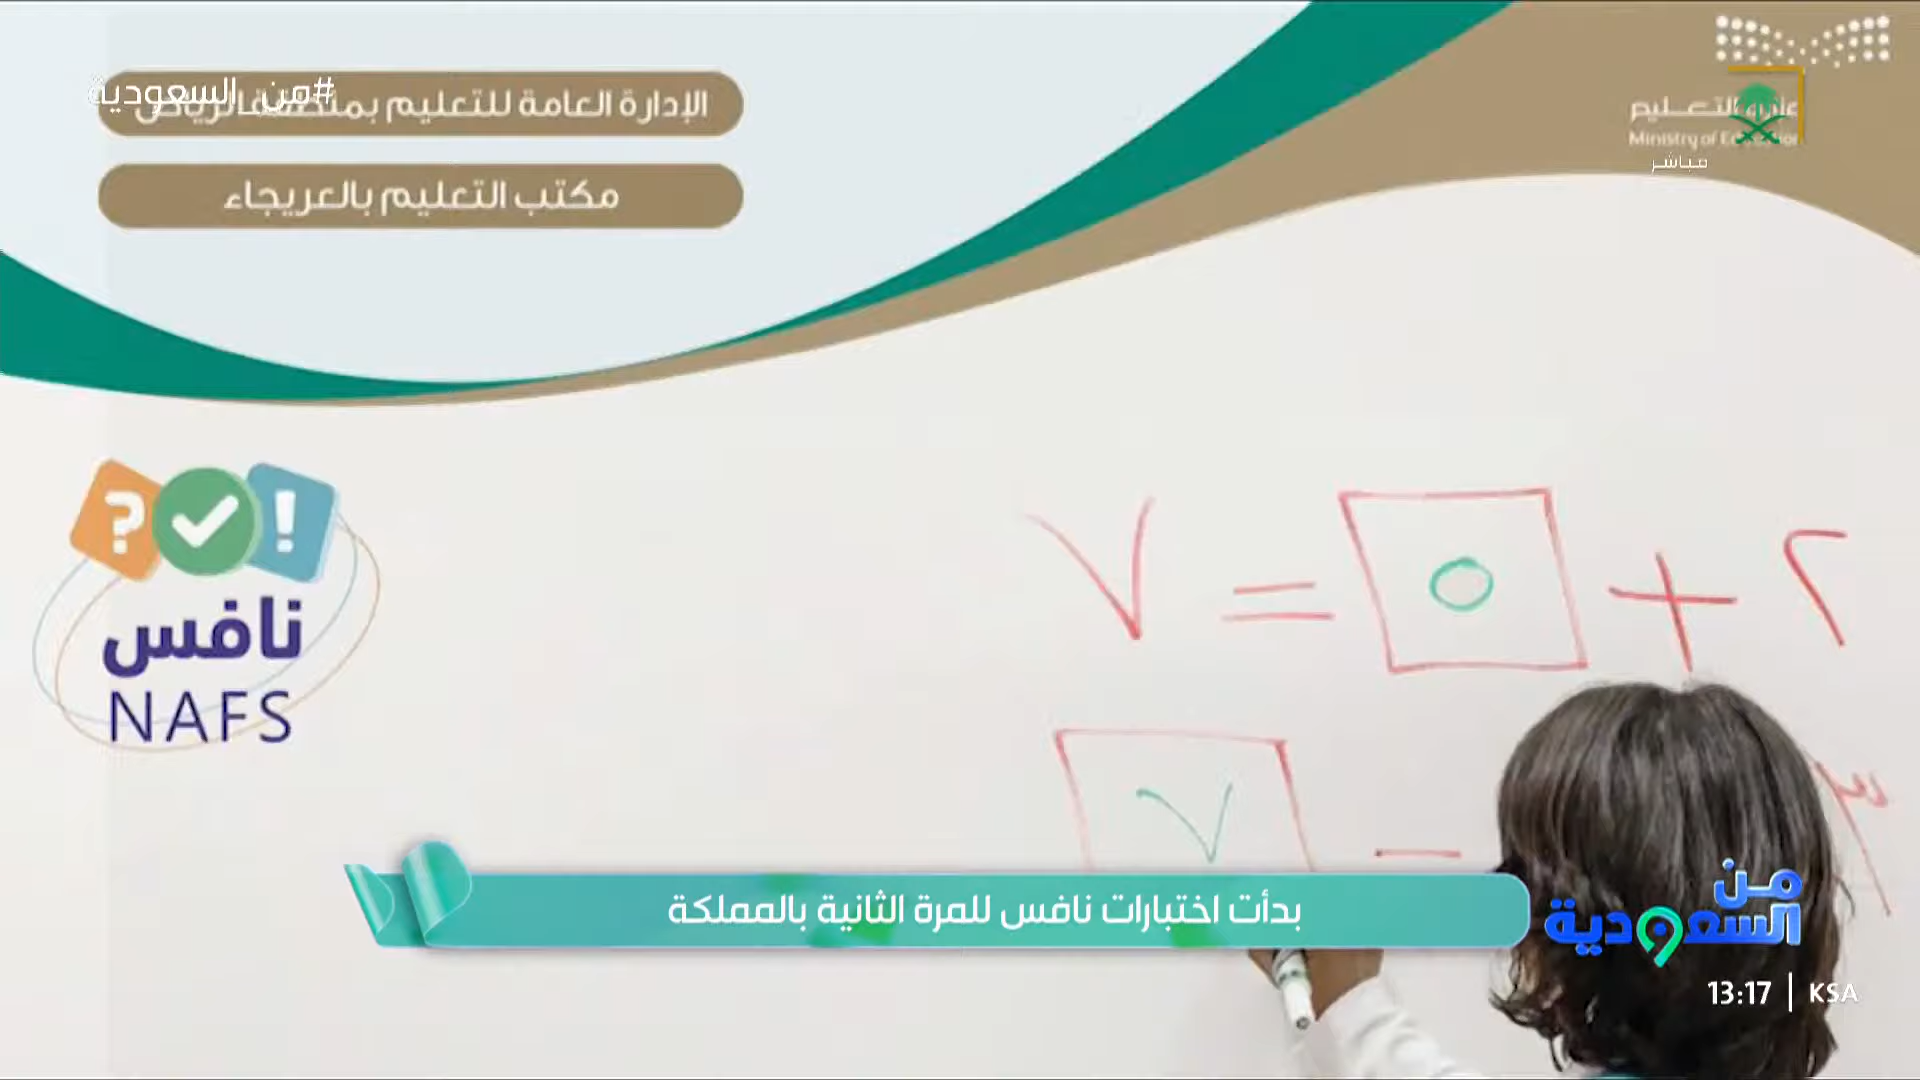 #من_السعودية
الإدارة العامة للتعليم بمنطقة الرياض
مكتب التعليم بالعريجاء
وزارة التعليم
Ministry of Education
مباشر
٢ + ٥ = ٧
؟ ✓ !
نافس
NAFS
٧
−
٣
بدأت اختبارات نافس للمرة الثانية بالمملكة
من السعودية
13:17 | KSA